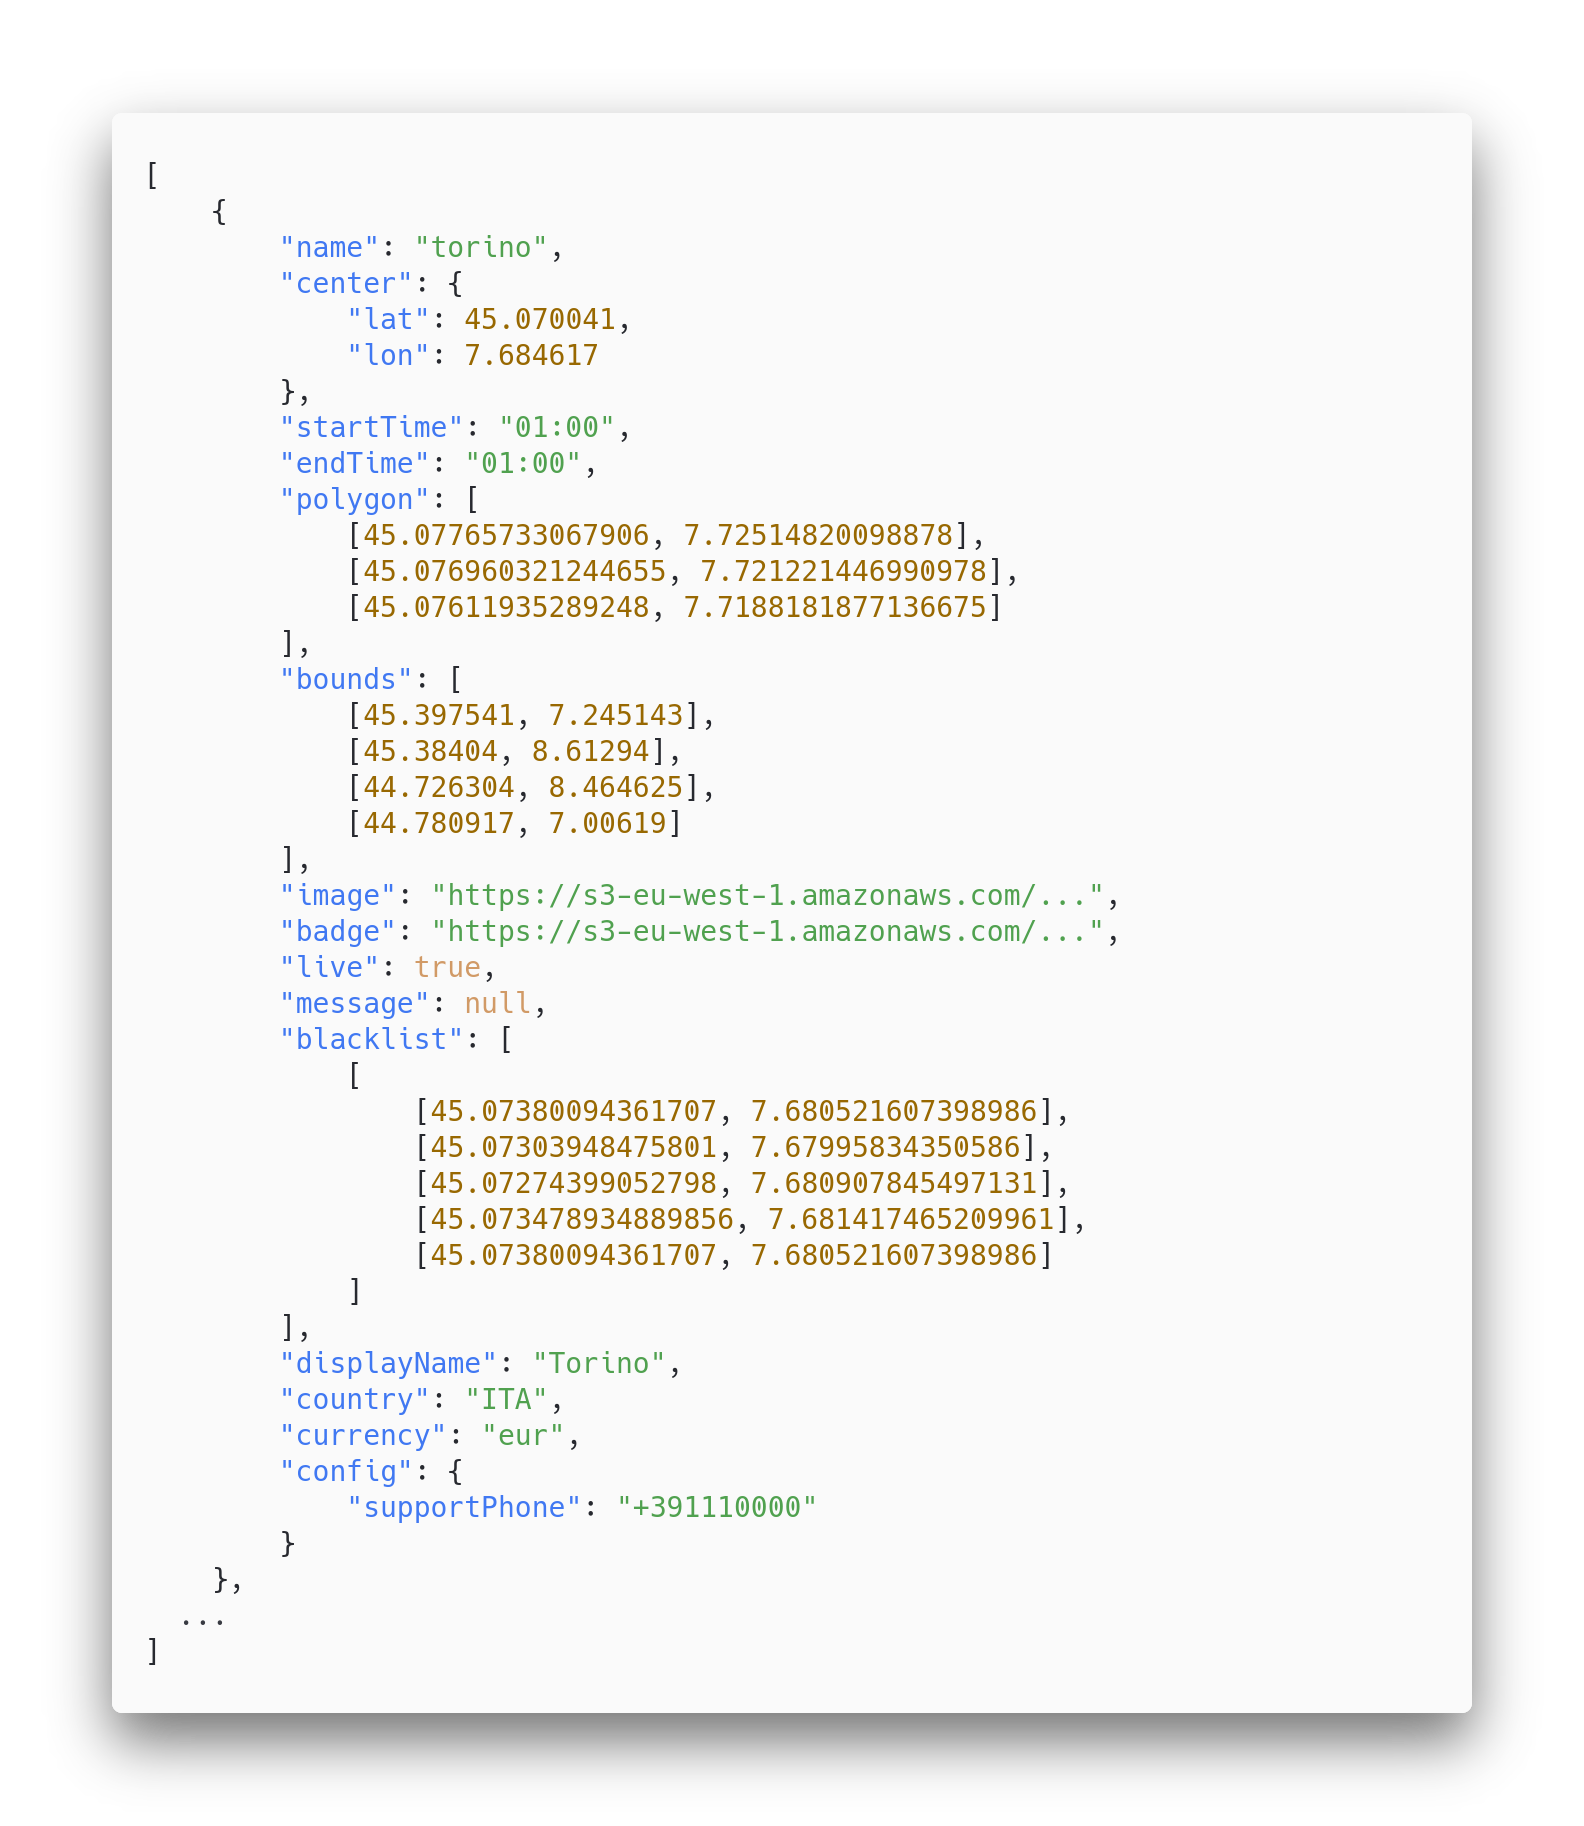 [
    {
        "name": "torino",
        "center": {
            "lat": 45.070041,
            "lon": 7.684617
        },
        "startTime": "01:00",
        "endTime": "01:00",
        "polygon": [
            [45.07765733067906, 7.72514820098878],
            [45.076960321244655, 7.721221446990978],
            [45.07611935289248, 7.7188181877136675]
        ],
        "bounds": [
            [45.397541, 7.245143],
            [45.38404, 8.61294],
            [44.726304, 8.464625],
            [44.780917, 7.00619]
        ],
        "image": "https://s3-eu-west-1.amazonaws.com/...",
        "badge": "https://s3-eu-west-1.amazonaws.com/...",
        "live": true,
        "message": null,
        "blacklist": [
            [
                [45.07380094361707, 7.680521607398986],
                [45.07303948475801, 7.67995834350586],
                [45.07274399052798, 7.680907845497131],
                [45.073478934889856, 7.681417465209961],
                [45.07380094361707, 7.680521607398986]
            ]
        ],
        "displayName": "Torino",
        "country": "ITA",
        "currency": "eur",
        "config": {
            "supportPhone": "+391110000"
        }
    },
  ...
]